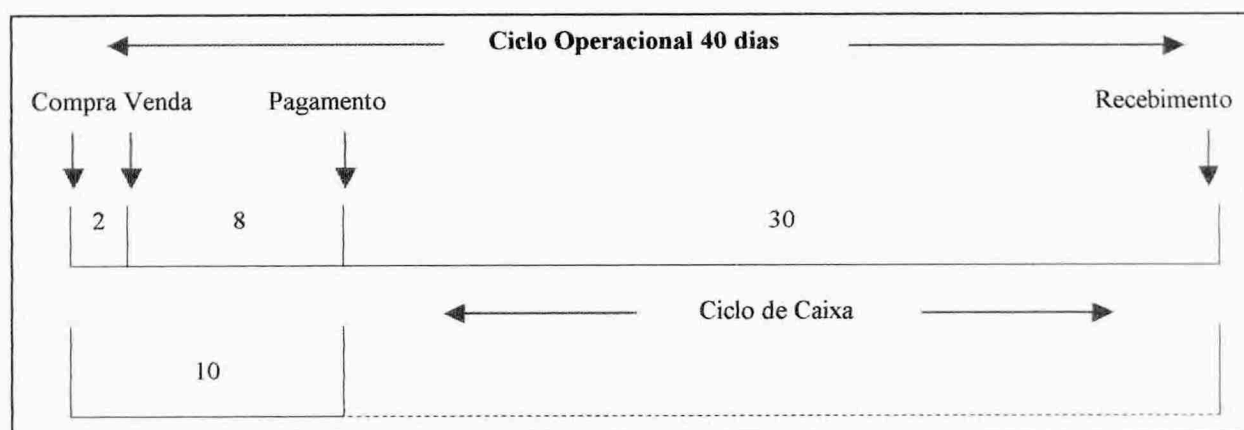 Ciclo Operacional 40 dias
Compra Venda Pagamento Recebimento
2 8 30
Ciclo de Caixa
10